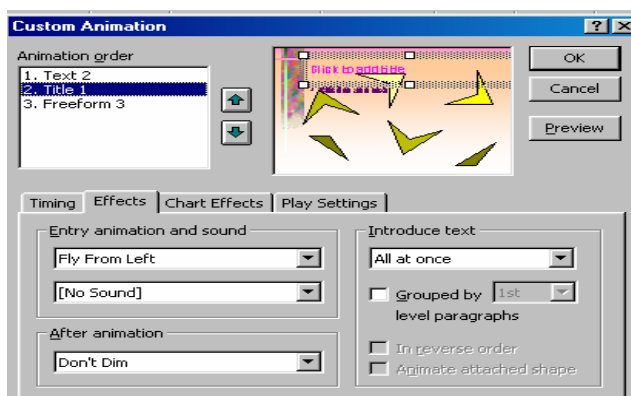 Custom Animation
Animation order
1. Text 2
2. Title 1
3. Freeform 3
Click to add title
OK
Cancel
Preview
Timing
Effects
Chart Effects
Play Settings
Entry animation and sound
Fly From Left
[No Sound]
After animation
Don't Dim
Introduce text
All at once
Grouped by 1st
level paragraphs
In reverse order
Animate attached shape